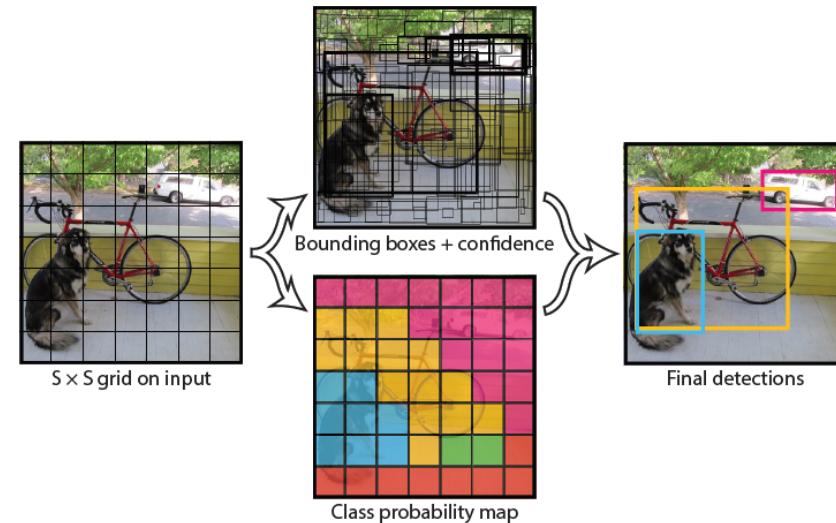 Bounding boxes + confidence
S × S grid on input
Final detections
Class probability map